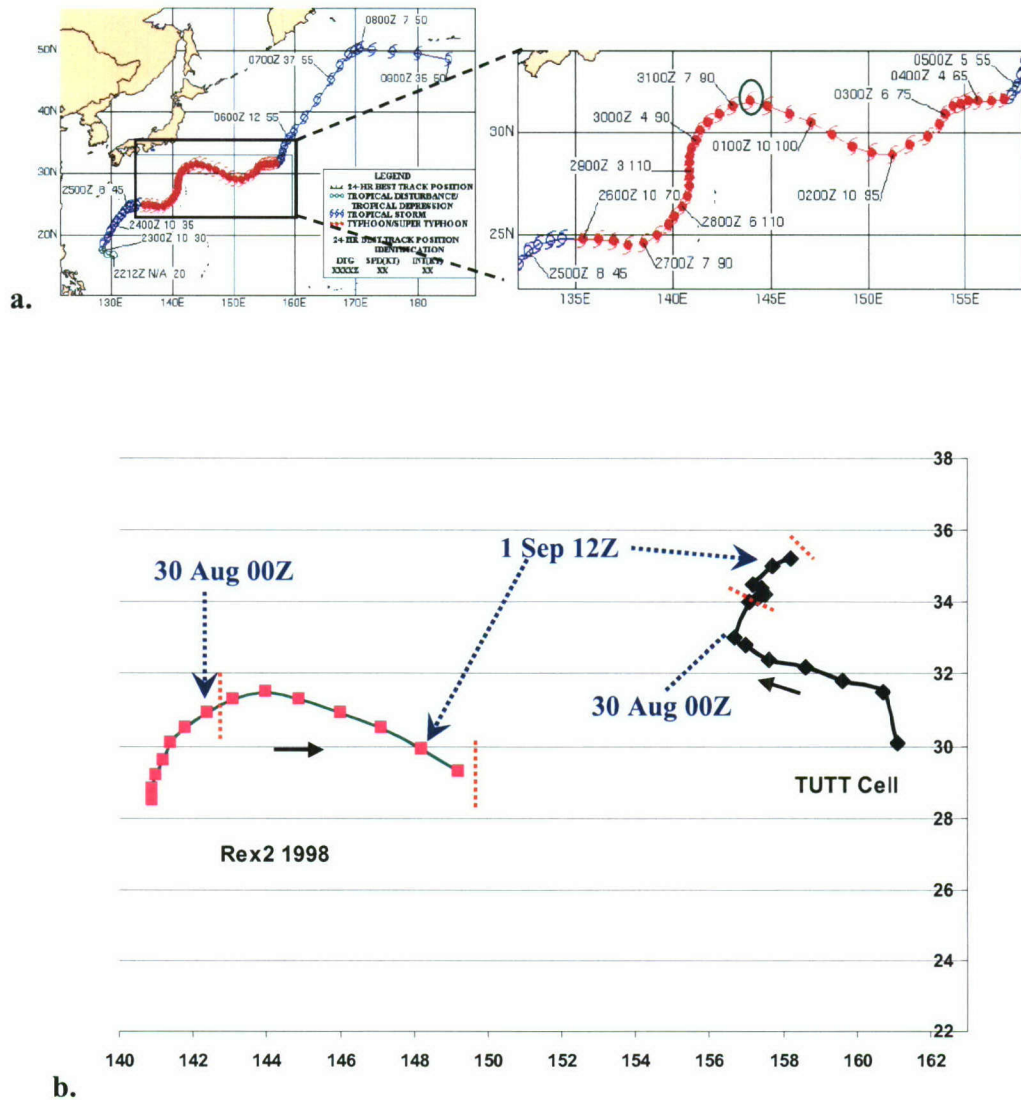 50N
40N
30N
20N
130E
140E
150E
160E
170E
180
0800Z 7 50
0700Z 37 55
0900Z 35 50
0600Z 12 55
2500Z 8 45
2400Z 10 35
2300Z 10 30
2212Z N/A 20
LEGEND
24-HR BEST TRACK POSITION
TROPICAL DISTURBANCE/
TROPICAL DEPRESSION
TROPICAL STORM
TYPHOON/SUPER TYPHOON
24-HR BEST TRACK POSITION
IDENTIFICATION
DTG SPD(KT) INT(KT)
XXXXZ XX XX
a.
30N
25N
135E
140E
145E
150E
155E
0500Z 5 55
0400Z 4 65
3100Z 7 90
0300Z 6 75
3000Z 4 90
0100Z 10 100
2900Z 3 110
0200Z 10 95
2600Z 10 70
2800Z 6 110
2700Z 7 90
2500Z 8 45
38
36
34
32
30
28
26
24
22
1 Sep 12Z
30 Aug 00Z
30 Aug 00Z
TUTT Cell
Rex2 1998
140 142 144 146 148 150 152 154 156 158 160 162
b.